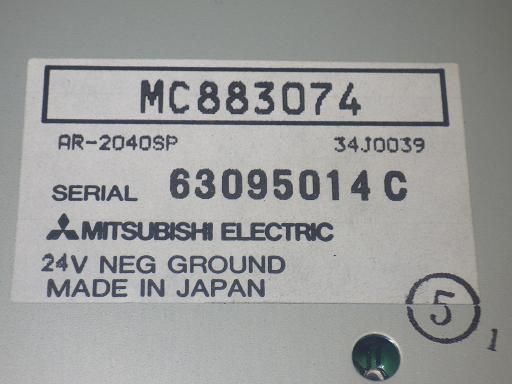 MC883074
AR-2040SP 34J0039
SERIAL 63095014 C
MITSUBISHI ELECTRIC
24V NEG GROUND
MADE IN JAPAN
5
1